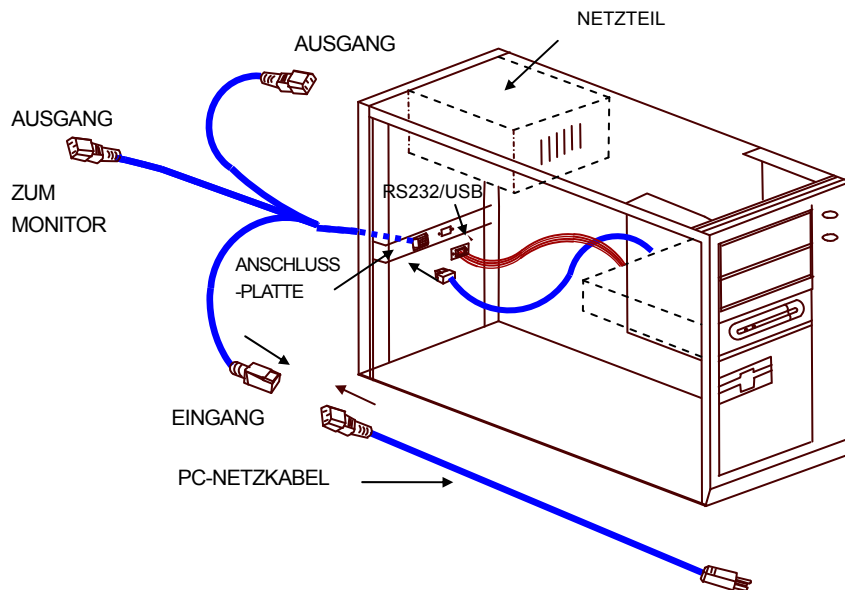 NETZTEIL
AUSGANG
AUSGANG
ZUM
MONITOR
RS232/USB
ANSCHLUSS
-PLATTE
EINGANG
PC-NETZKABEL